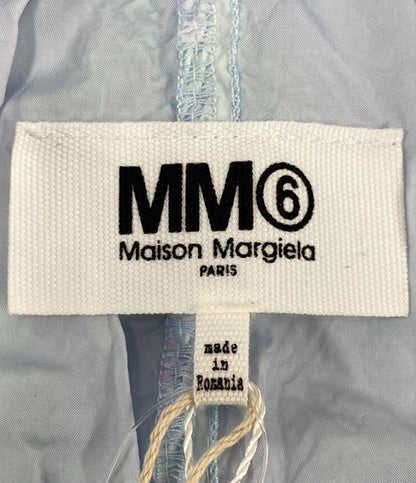 MM⑥
Maison Margiela
PARIS
made
in
Romania